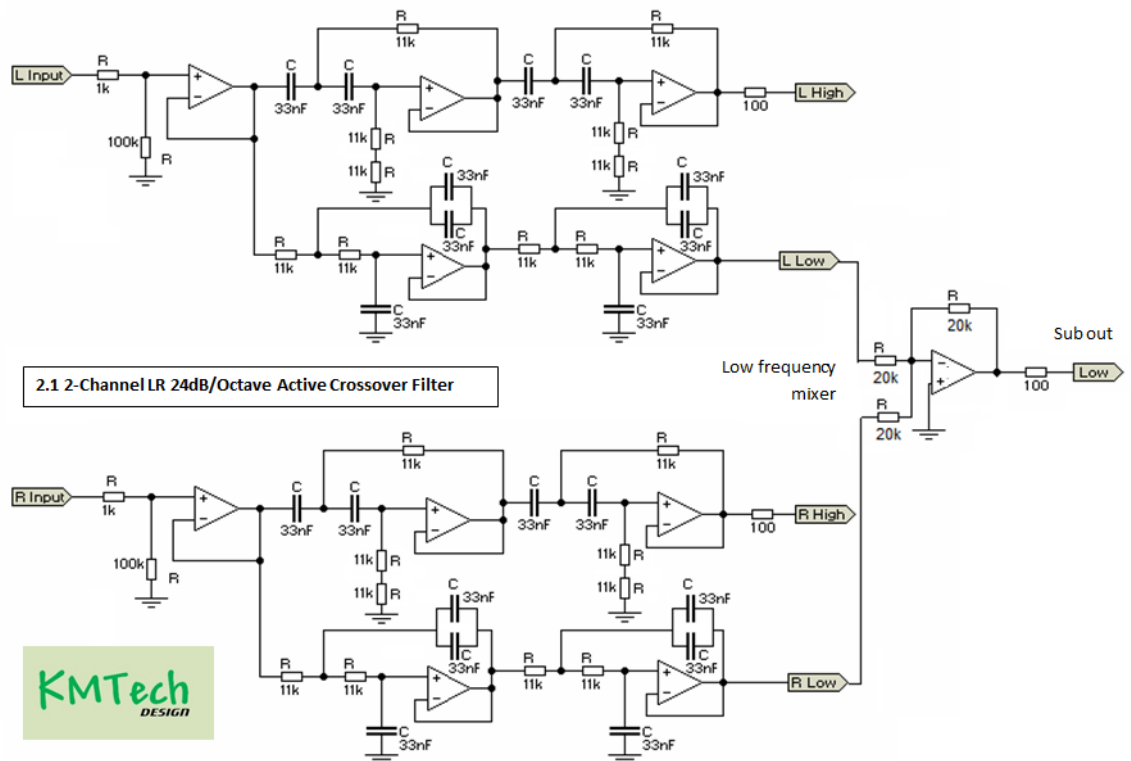 R
11k
R
11k
L Input
R
1k
C
33nF
C
33nF
+
−
+
−
C
33nF
C
33nF
+
−
100
L High
100k
R
11k R
11k R
11k R
11k R
C
33nF
C
33nF
C
33nF
C
33nF
R
11k
R
11k
+
−
R
11k
R
11k
+
−
L Low
C
33nF
C
33nF
R
20k
Sub out
2.1 2-Channel LR 24dB/Octave Active Crossover Filter
Low frequency
mixer
R
20k
-
+
100
Low
R
20k
R
11k
R
11k
R Input
R
1k
C
33nF
C
33nF
+
−
+
−
C
33nF
C
33nF
+
−
100
R High
100k
R
11k R
11k R
11k R
11k R
C
33nF
C
33nF
C
33nF
C
33nF
R
11k
R
11k
+
−
R
11k
R
11k
+
−
R Low
C
33nF
C
33nF
KMTech
DESIGN